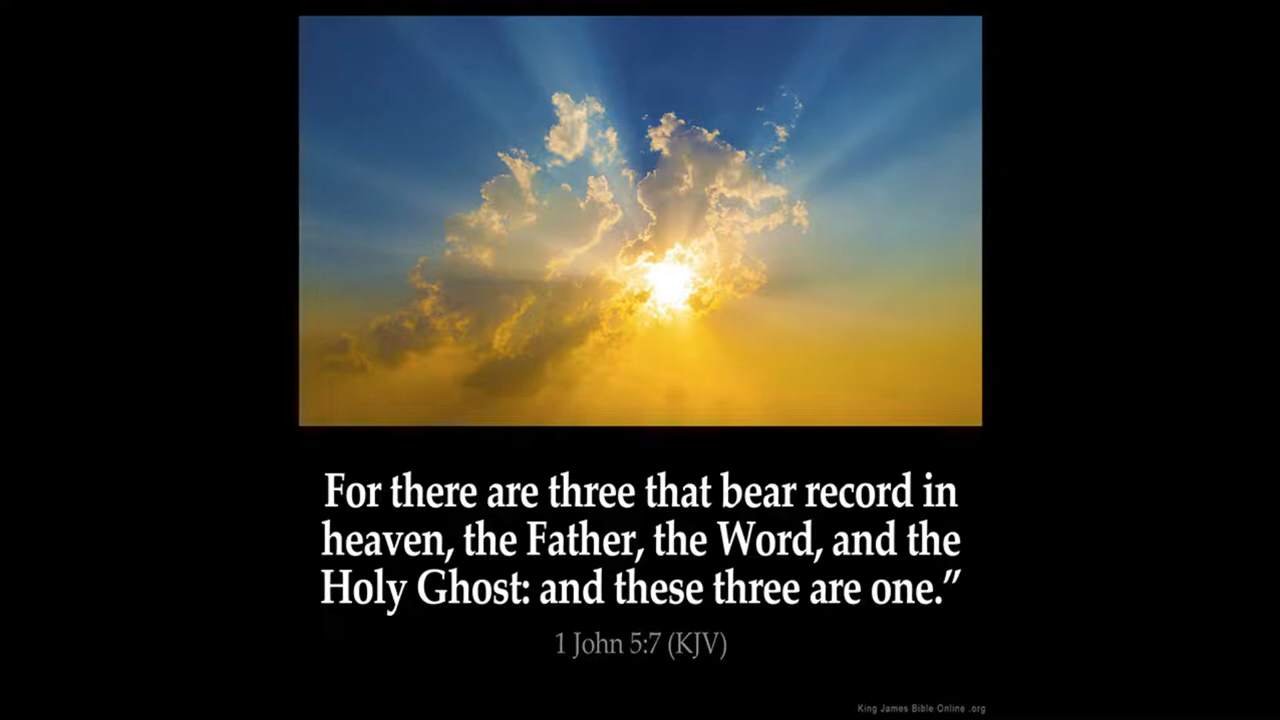 For there are three that bear record in
heaven, the Father, the Word, and the
Holy Ghost: and these three are one.”
1 John 5:7 (KJV)
King James Bible Online .org